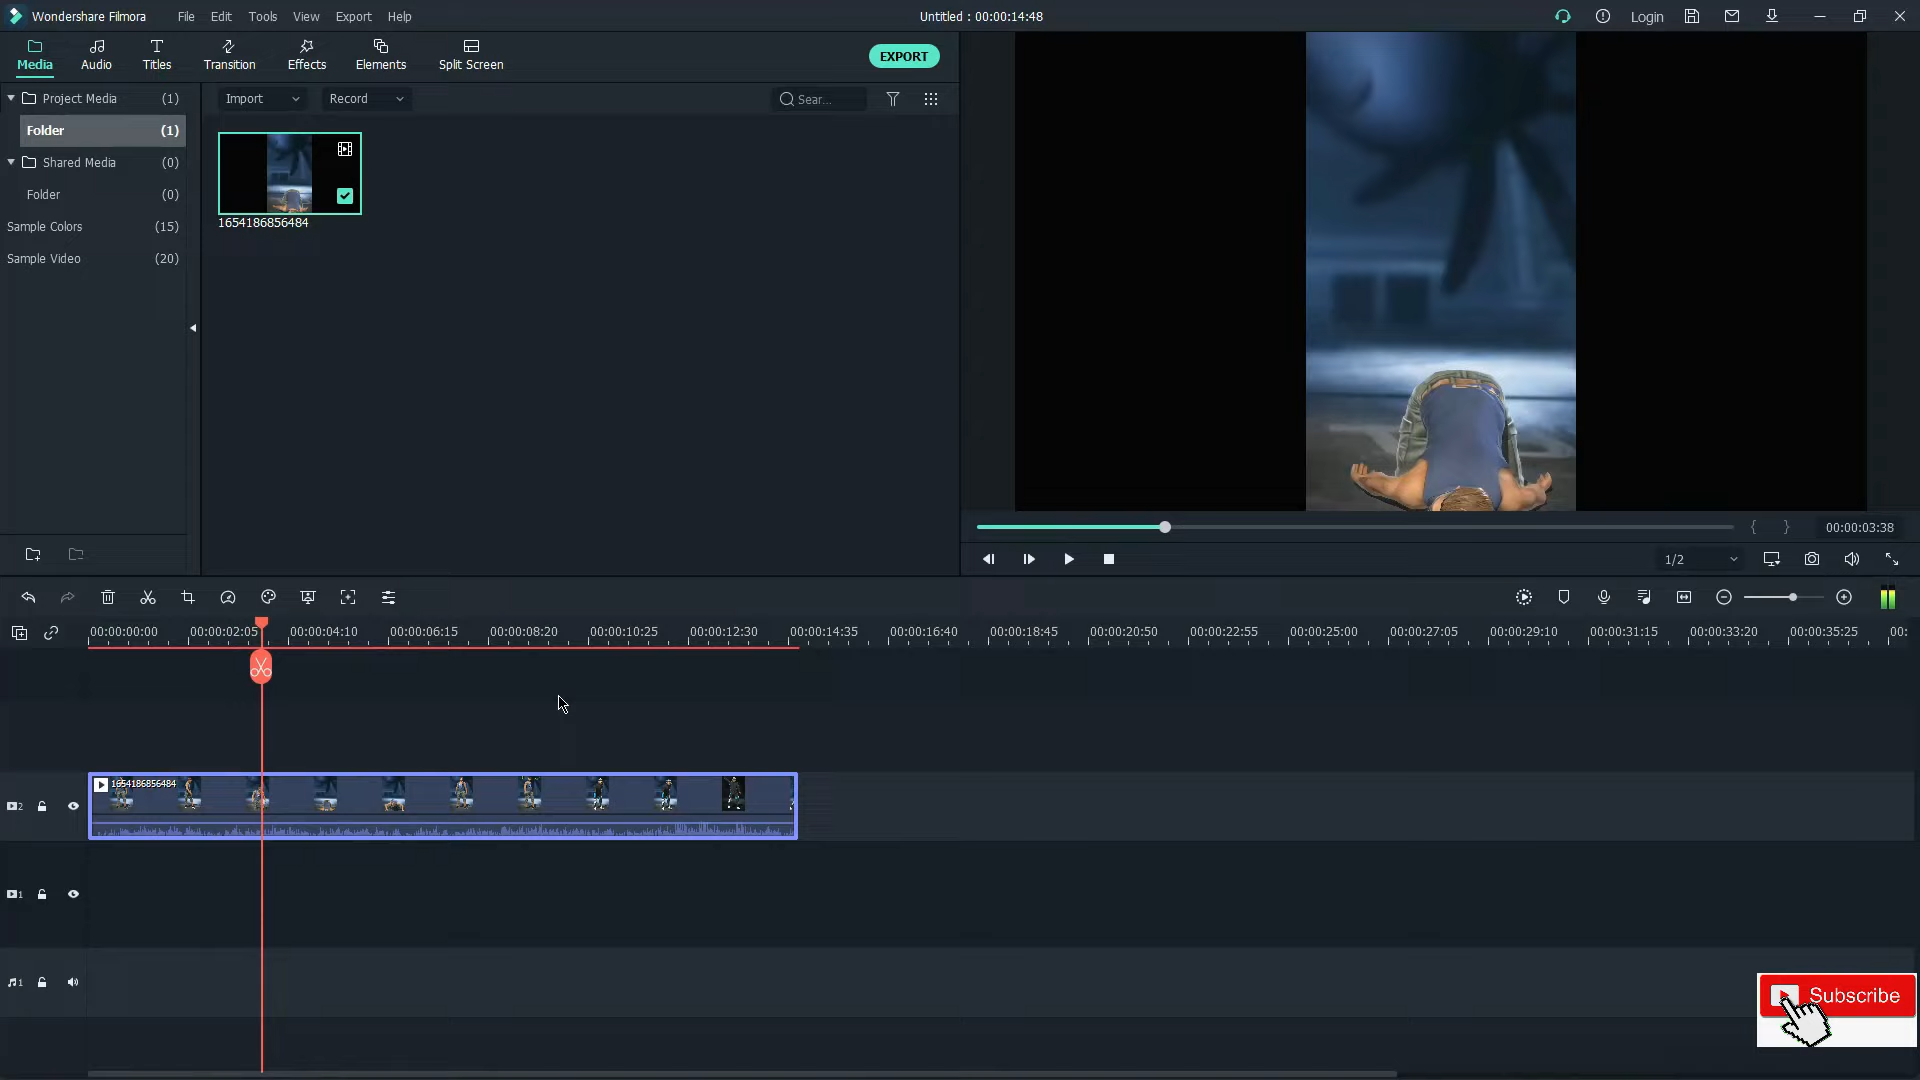 Wondershare Filmora File Edit Tools View Export Help Untitled : 00:00:14:48 Login
Media Audio Titles Transition Effects Elements Split Screen EXPORT
Project Media (1) Import Record Sear...
Folder (1)
Shared Media (0)
Folder (0)
1654186856484
Sample Colors (15)
Sample Video (20)
{ } 00:00:03:38
1/2
00:00:00:00 00:00:02:05 00:00:04:10 00:00:06:15 00:00:08:20 00:00:10:25 00:00:12:30 00:00:14:35 00:00:16:40 00:00:18:45 00:00:20:50 00:00:22:55 00:00:25:00 00:00:27:05 00:00:29:10 00:00:31:15 00:00:33:20 00:00:35:25 00:
1654186856484
2
1
1
Subscribe